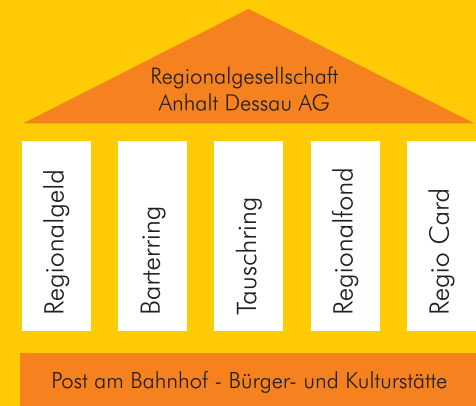 Regionalgesellschaft
Anhalt Dessau AG
Regionalgeld
Barterring
Tauschring
Regionalfond
Regio Card
Post am Bahnhof - Bürger- und Kulturstätte